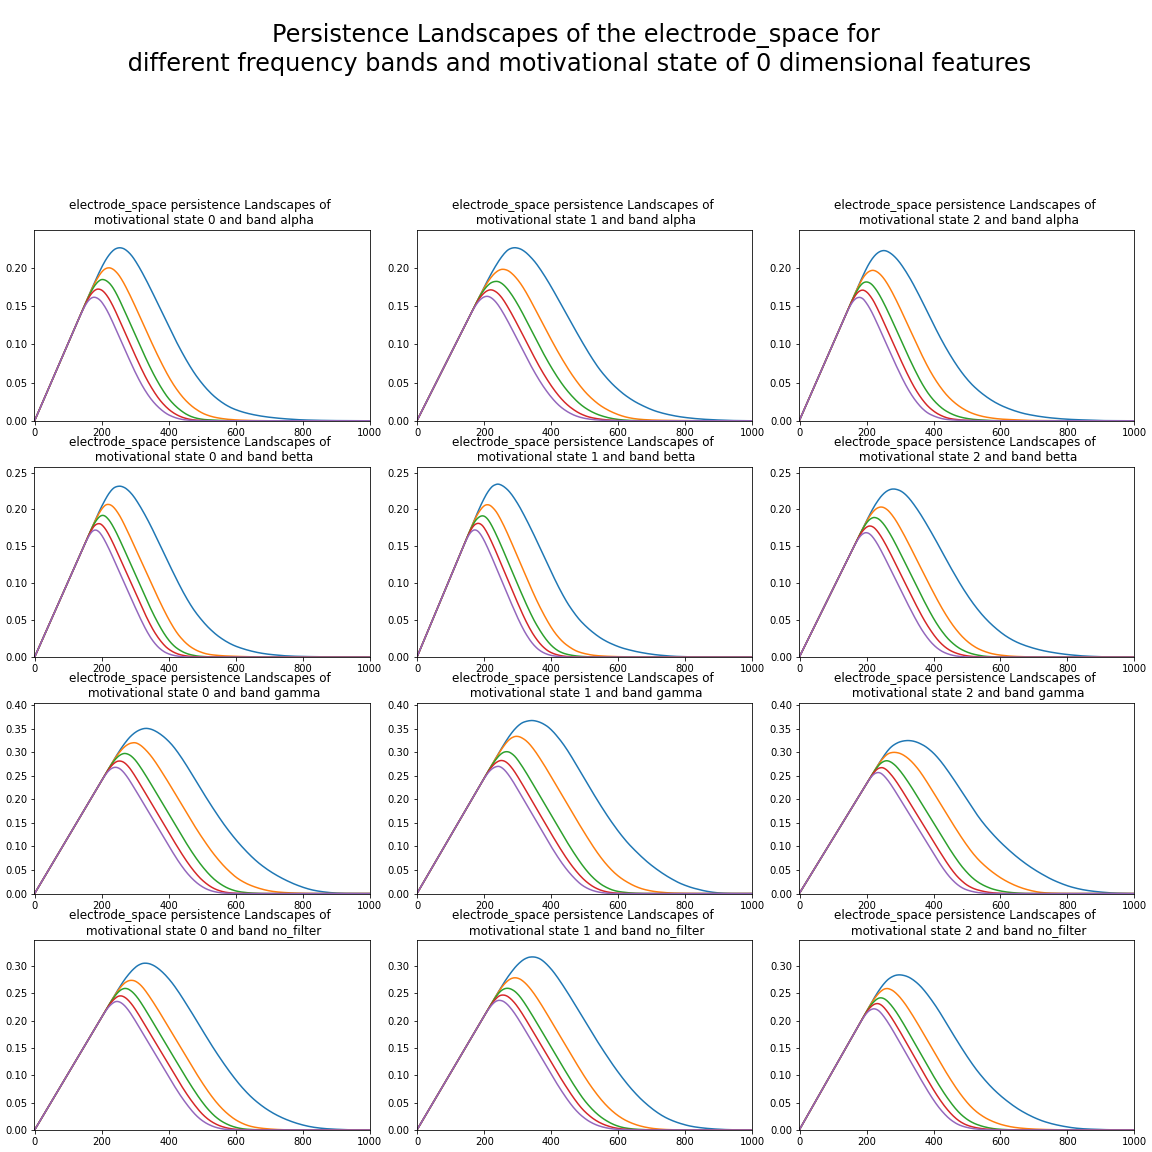 Persistence Landscapes of the electrode_space for
different frequency bands and motivational state of 0 dimensional features
electrode_space persistence Landscapes of
motivational state 0 and band alpha
0.20
0.15
0.10
0.05
0.00
0 200 400 600 800 1000
electrode_space persistence Landscapes of
motivational state 1 and band alpha
0.20
0.15
0.10
0.05
0.00
0 200 400 600 800 1000
electrode_space persistence Landscapes of
motivational state 2 and band alpha
0.20
0.15
0.10
0.05
0.00
0 200 400 600 800 1000
electrode_space persistence Landscapes of
motivational state 0 and band betta
0.25
0.20
0.15
0.10
0.05
0.00
0 200 400 600 800 1000
electrode_space persistence Landscapes of
motivational state 1 and band betta
0.25
0.20
0.15
0.10
0.05
0.00
0 200 400 600 800 1000
electrode_space persistence Landscapes of
motivational state 2 and band betta
0.25
0.20
0.15
0.10
0.05
0.00
0 200 400 600 800 1000
electrode_space persistence Landscapes of
motivational state 0 and band gamma
0.40
0.35
0.30
0.25
0.20
0.15
0.10
0.05
0.00
0 200 400 600 800 1000
electrode_space persistence Landscapes of
motivational state 1 and band gamma
0.40
0.35
0.30
0.25
0.20
0.15
0.10
0.05
0.00
0 200 400 600 800 1000
electrode_space persistence Landscapes of
motivational state 2 and band gamma
0.40
0.35
0.30
0.25
0.20
0.15
0.10
0.05
0.00
0 200 400 600 800 1000
electrode_space persistence Landscapes of
motivational state 0 and band no_filter
0.30
0.25
0.20
0.15
0.10
0.05
0.00
0 200 400 600 800 1000
electrode_space persistence Landscapes of
motivational state 1 and band no_filter
0.30
0.25
0.20
0.15
0.10
0.05
0.00
0 200 400 600 800 1000
electrode_space persistence Landscapes of
motivational state 2 and band no_filter
0.30
0.25
0.20
0.15
0.10
0.05
0.00
0 200 400 600 800 1000